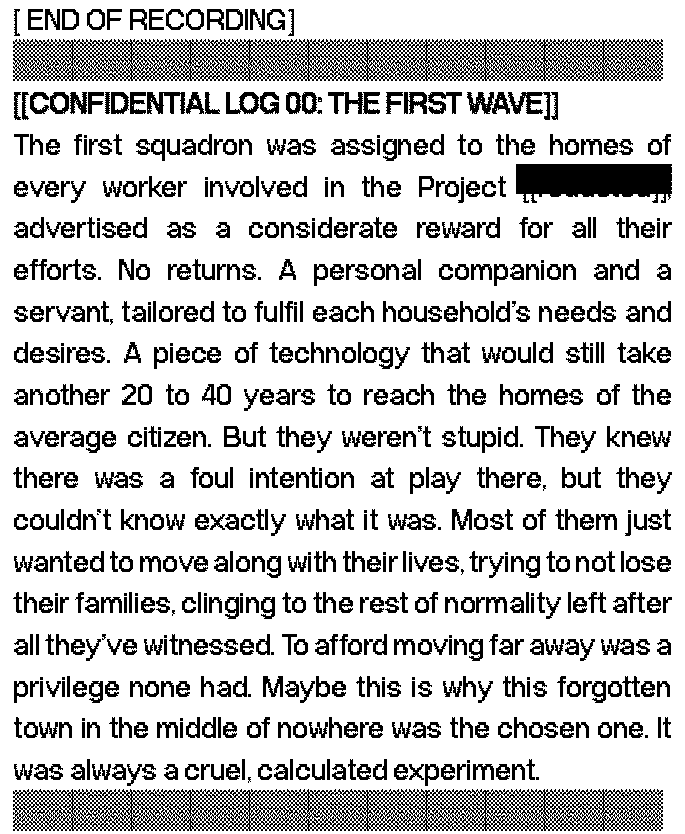 [ END OF RECORDING]
[[CONFIDENTIAL LOG 00: THE FIRST WAVE]]
The first squadron was assigned to the homes of
every worker involved in the Project
advertised as a considerate reward for all their
efforts. No returns. A personal companion and a
servant, tailored to fulfil each household's needs and
desires. A piece of technology that would still take
another 20 to 40 years to reach the homes of the
average citizen. But they weren't stupid. They knew
there was a foul intention at play there, but they
couldn't know exactly what it was. Most of them just
wanted to move along with their lives, trying to not lose
their families, clinging to the rest of normality left after
all they've witnessed. To afford moving far away was a
privilege none had. Maybe this is why this forgotten
town in the middle of nowhere was the chosen one. It
was always a cruel, calculated experiment.